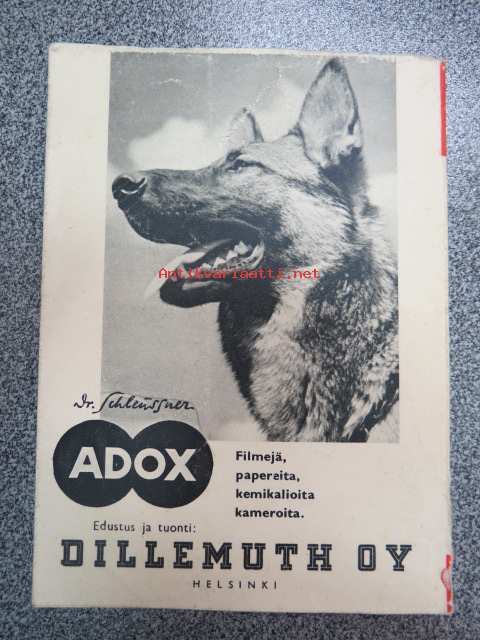 Antikvariaatti.net
Dr. Schleussner
ADOX
Filmejä,
papereita,
kemikalioita
kameroita.
Edustus ja tuonti:
DILLEMUTH OY
HELSINKI